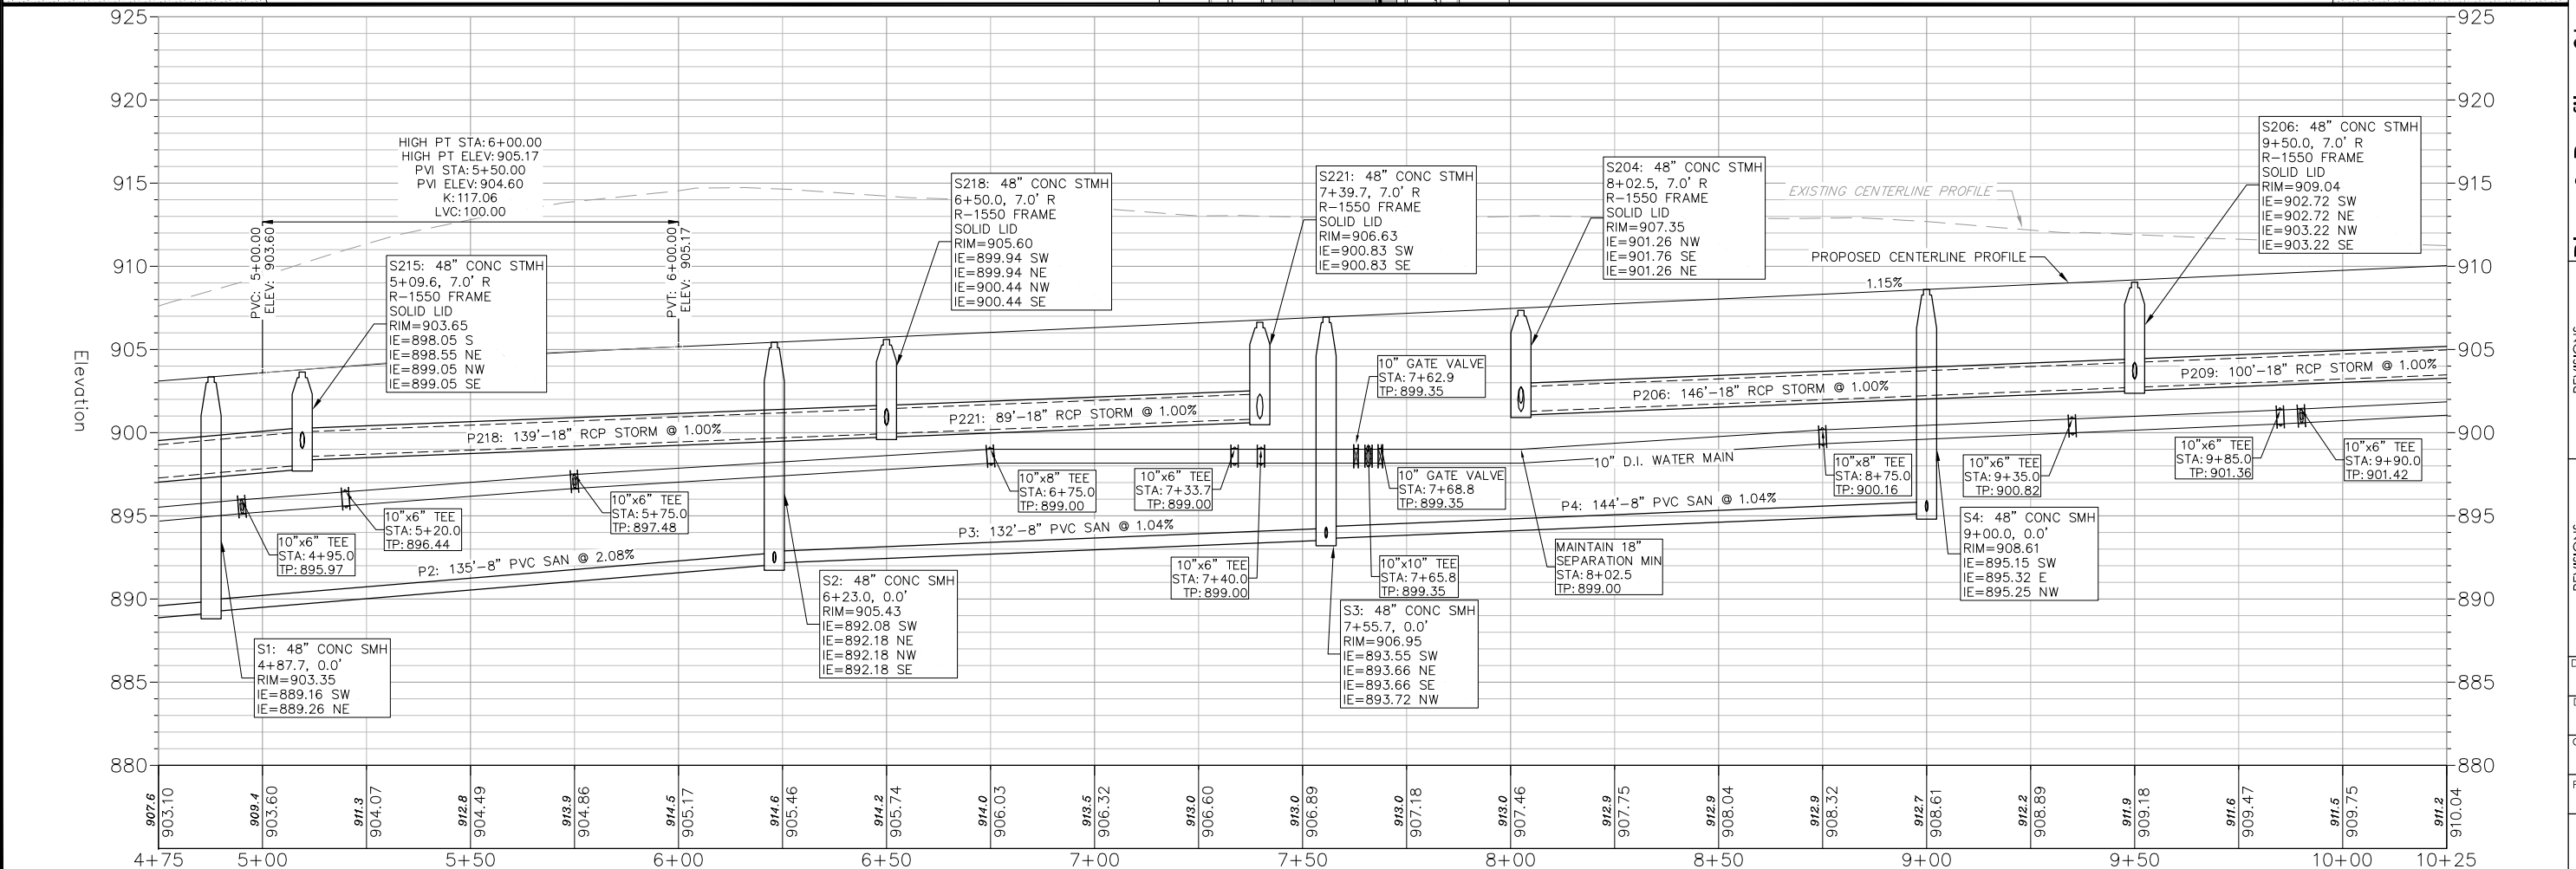 925
920
915
910
905
900
895
890
885
880
Elevation
925
920
915
910
905
900
895
890
885
880
HIGH PT STA: 6+00.00
HIGH PT ELEV: 905.17
PVI STA: 5+50.00
PVI ELEV: 904.60
K: 117.06
LVC: 100.00
PVC: 5+00.00
ELEV: 903.60
PVT: 6+00.00
ELEV: 905.17
S215: 48" CONC STMH
5+09.6, 7.0' R
R-1550 FRAME
SOLID LID
RIM=903.65
IE=898.05 S
IE=898.55 NE
IE=899.05 NW
IE=899.05 SE
S218: 48" CONC STMH
6+50.0, 7.0' R
R-1550 FRAME
SOLID LID
RIM=905.60
IE=899.94 SW
IE=899.94 NE
IE=900.44 NW
IE=900.44 SE
S221: 48" CONC STMH
7+39.7, 7.0' R
R-1550 FRAME
SOLID LID
RIM=906.63
IE=900.83 SW
IE=900.83 SE
S204: 48" CONC STMH
8+02.5, 7.0' R
R-1550 FRAME
SOLID LID
RIM=907.35
IE=901.26 NW
IE=901.76 SE
IE=901.26 NE
EXISTING CENTERLINE PROFILE
PROPOSED CENTERLINE PROFILE
1.15%
S206: 48" CONC STMH
9+50.0, 7.0' R
R-1550 FRAME
SOLID LID
RIM=909.04
IE=902.72 SW
IE=902.72 NE
IE=903.22 NW
IE=903.22 SE
P218: 139'-18" RCP STORM @ 1.00%
P221: 89'-18" RCP STORM @ 1.00%
P206: 146'-18" RCP STORM @ 1.00%
P209: 100'-18" RCP STORM @ 1.00%
10" GATE VALVE
STA: 7+62.9
TP: 899.35
10" D.I. WATER MAIN
10"x6" TEE
STA: 4+95.0
TP: 895.97
10"x6" TEE
STA: 5+20.0
TP: 896.44
10"x6" TEE
STA: 5+75.0
TP: 897.48
10"x8" TEE
STA: 6+75.0
TP: 899.00
10"x6" TEE
STA: 7+33.7
TP: 899.00
10" GATE VALVE
STA: 7+68.8
TP: 899.35
10"x8" TEE
STA: 8+75.0
TP: 900.16
10"x6" TEE
STA: 9+35.0
TP: 900.82
10"x6" TEE
STA: 9+85.0
TP: 901.36
10"x6" TEE
STA: 9+90.0
TP: 901.42
P2: 135'-8" PVC SAN @ 2.08%
P3: 132'-8" PVC SAN @ 1.04%
P4: 144'-8" PVC SAN @ 1.04%
10"x6" TEE
STA: 7+40.0
TP: 899.00
10"x10" TEE
STA: 7+65.8
TP: 899.35
MAINTAIN 18"
SEPARATION MIN
STA: 8+02.5
TP: 899.00
S1: 48" CONC SMH
4+87.7, 0.0'
RIM=903.35
IE=889.16 SW
IE=889.26 NE
S2: 48" CONC SMH
6+23.0, 0.0'
RIM=905.43
IE=892.08 SW
IE=892.18 NE
IE=892.18 NW
IE=892.18 SE
S3: 48" CONC SMH
7+55.7, 0.0'
RIM=906.95
IE=893.55 SW
IE=893.66 NE
IE=893.66 SE
IE=893.72 NW
S4: 48" CONC SMH
9+00.0, 0.0'
RIM=908.61
IE=895.15 SW
IE=895.32 E
IE=895.25 NW
907.6
903.10
909.4
903.60
911.3
904.07
912.8
904.49
913.9
904.86
914.5
905.17
914.6
905.46
914.2
905.74
914.0
906.03
913.5
906.32
913.0
906.60
913.0
906.89
913.0
907.18
913.0
907.46
912.9
907.75
912.9
908.04
912.9
908.32
912.7
908.61
912.2
908.89
911.9
909.18
911.6
909.47
911.5
909.75
911.2
910.04
4+75
5+00
5+50
6+00
6+50
7+00
7+50
8+00
8+50
9+00
9+50
10+00
10+25